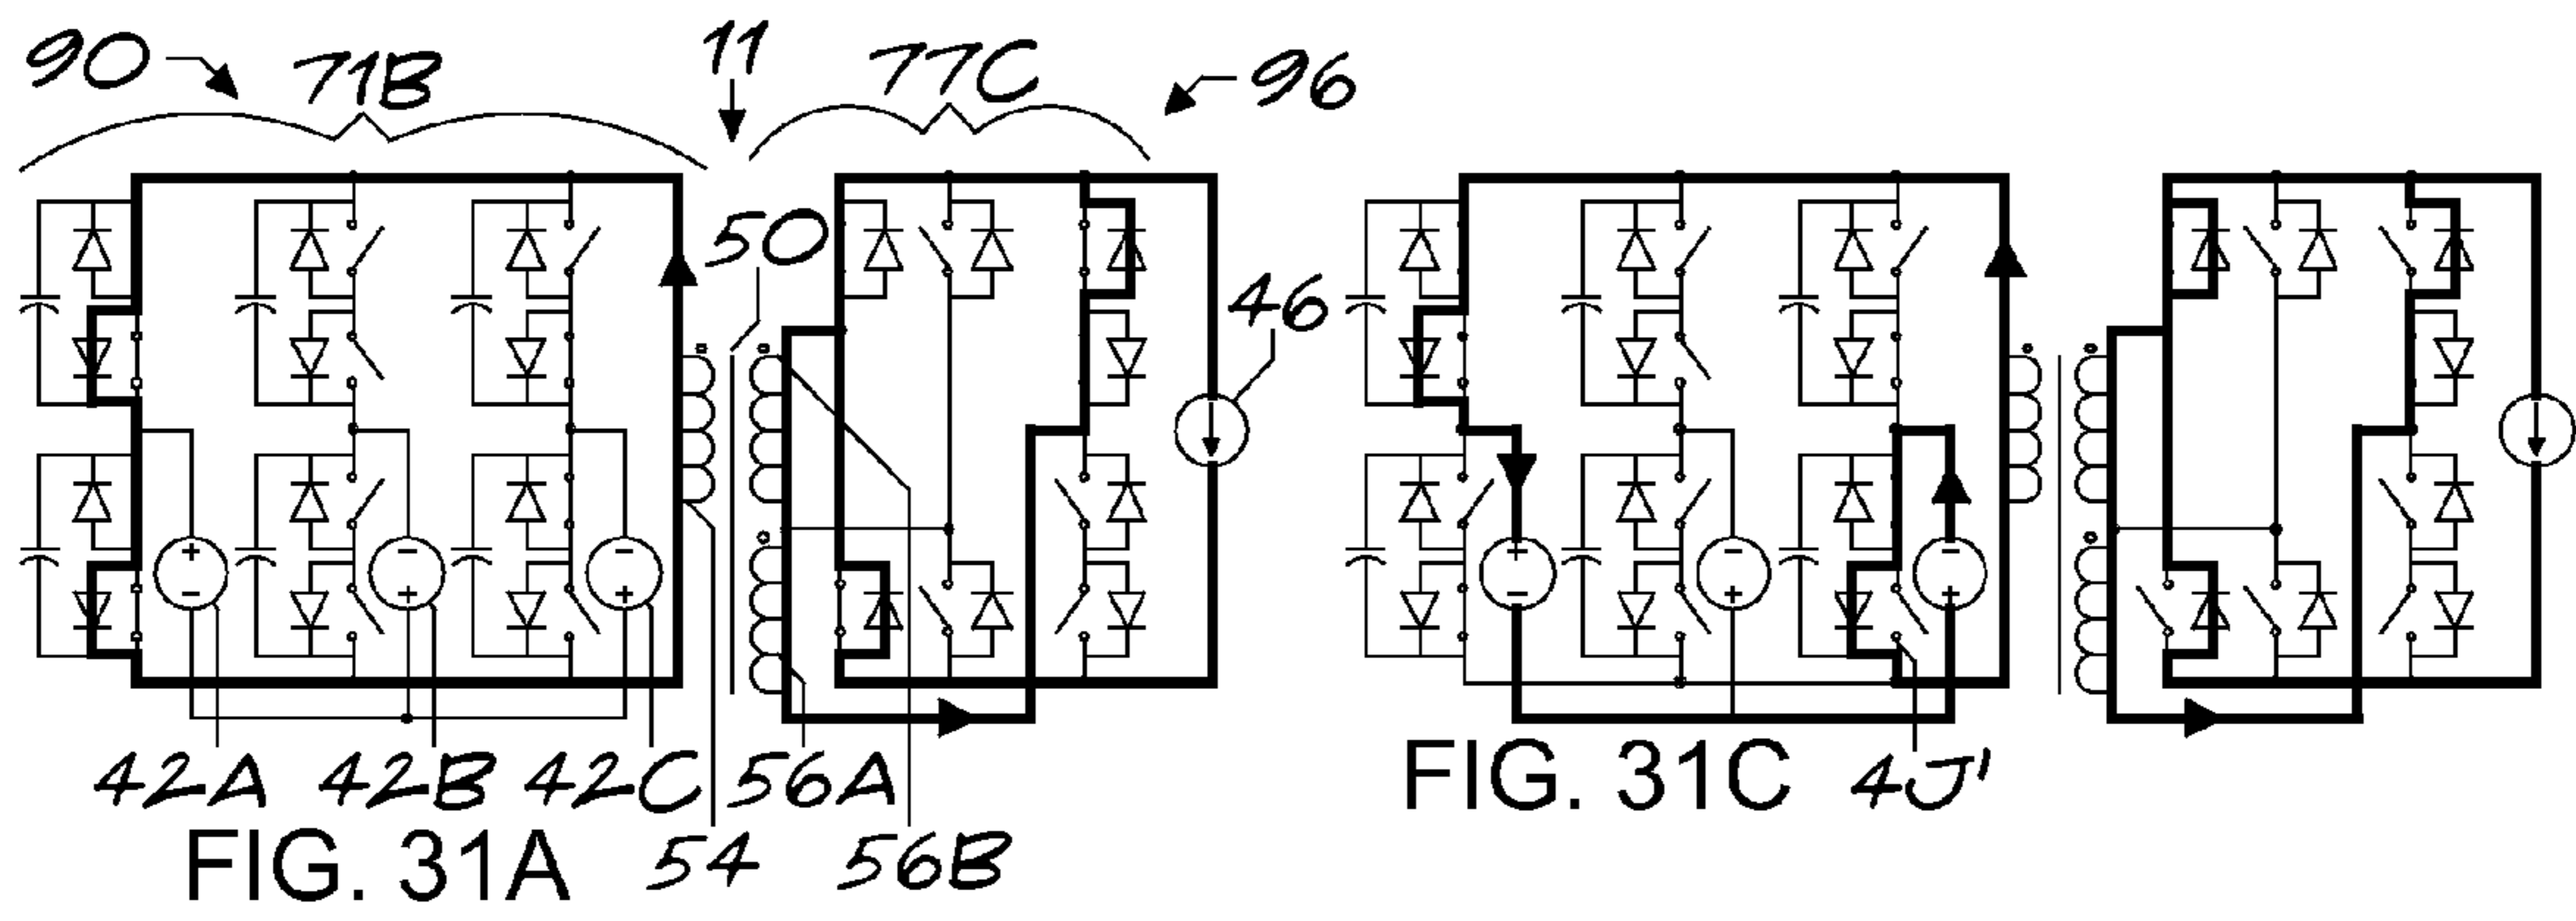 90 71B 11 77C 96
50
46
+ - -
- + +
+ - -
- + +
42A 42B 42C 56A
FIG. 31A 54 56B
FIG. 31C 4J'